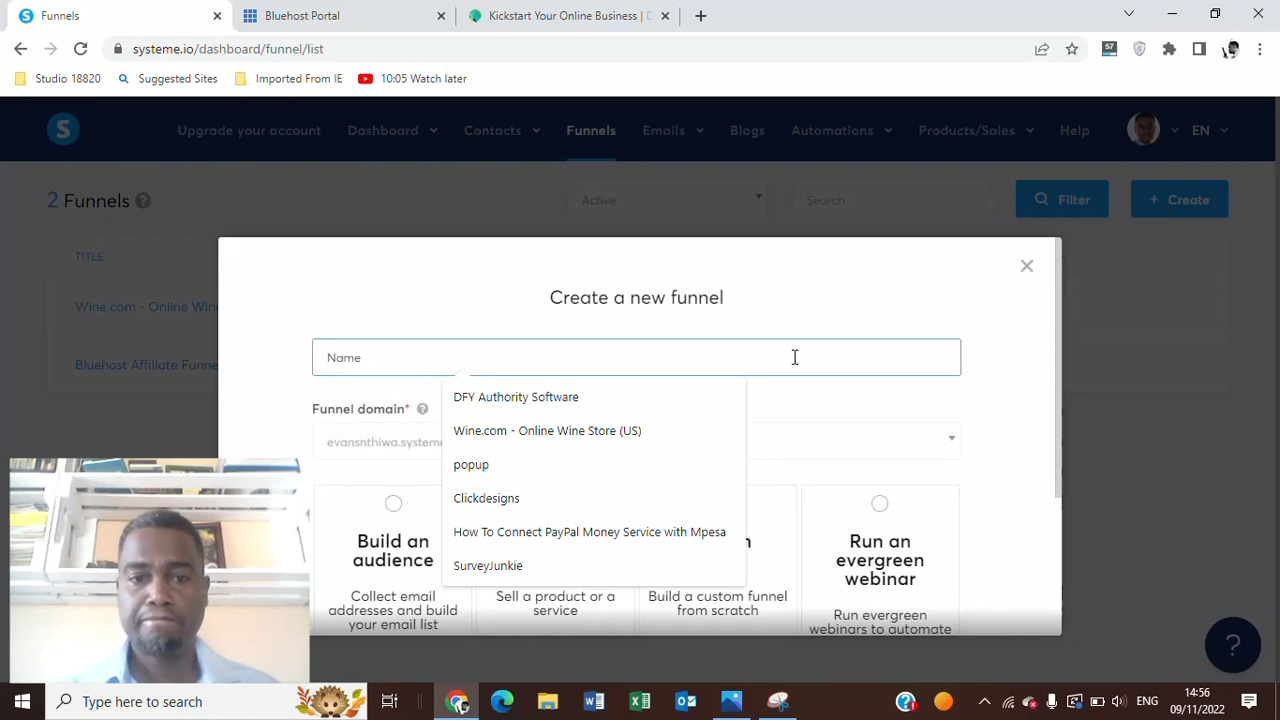 Funnels
Bluehost Portal
Kickstart Your Online Business | D
systeme.io/dashboard/funnel/list
57
Studio 18820
Suggested Sites
Imported From IE
10:05 Watch later
S
Upgrade your account
Dashboard
Contacts
Funnels
Emails
Blogs
Automations
Products/Sales
Help
EN
2 Funnels ?
Active
Search
Filter
+ Create
TITLE
Wine.com - Online Wine
Bluehost Affiliate Funne
Create a new funnel
Name
DFY Authority Software
Wine.com - Online Wine Store (US)
popup
Clickdesigns
How To Connect PayPal Money Service with Mpesa
SurveyJunkie
Funnel domain* ?
evansnthiwa.systeme
Build an
audience
Collect email
addresses and build
your email list
Sell a product or a
service
Build a custom funnel
from scratch
Run an
evergreen
webinar
Run evergreen
webinars to automate
?
Type here to search
ENG
14:56
09/11/2022